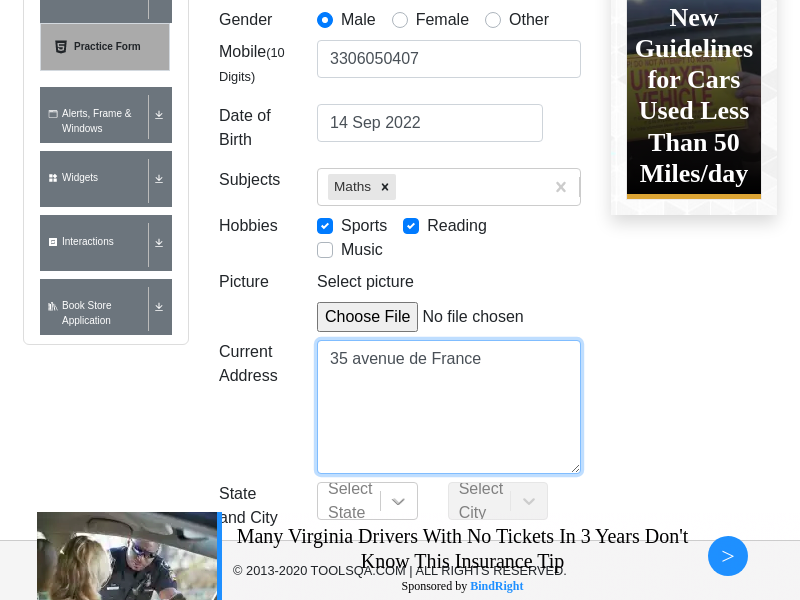 Practice Form
Alerts, Frame &
Windows
Widgets
Interactions
Book Store
Application
Gender
Male
Female
Other
Mobile(10
Digits)
3306050407
Date of
Birth
14 Sep 2022
Subjects
Maths
Hobbies
Sports
Reading
Music
Picture
Select picture
Choose File No file chosen
Current
Address
35 avenue de France
State
and City
Select
State
Select
City
New
Guidelines
for Cars
Used Less
Than 50
Miles/day
Many Virginia Drivers With No Tickets In 3 Years Don't
Know This Insurance Tip
© 2013-2020 TOOLSQA.COM | ALL RIGHTS RESERVED.
Sponsored by BindRight
>